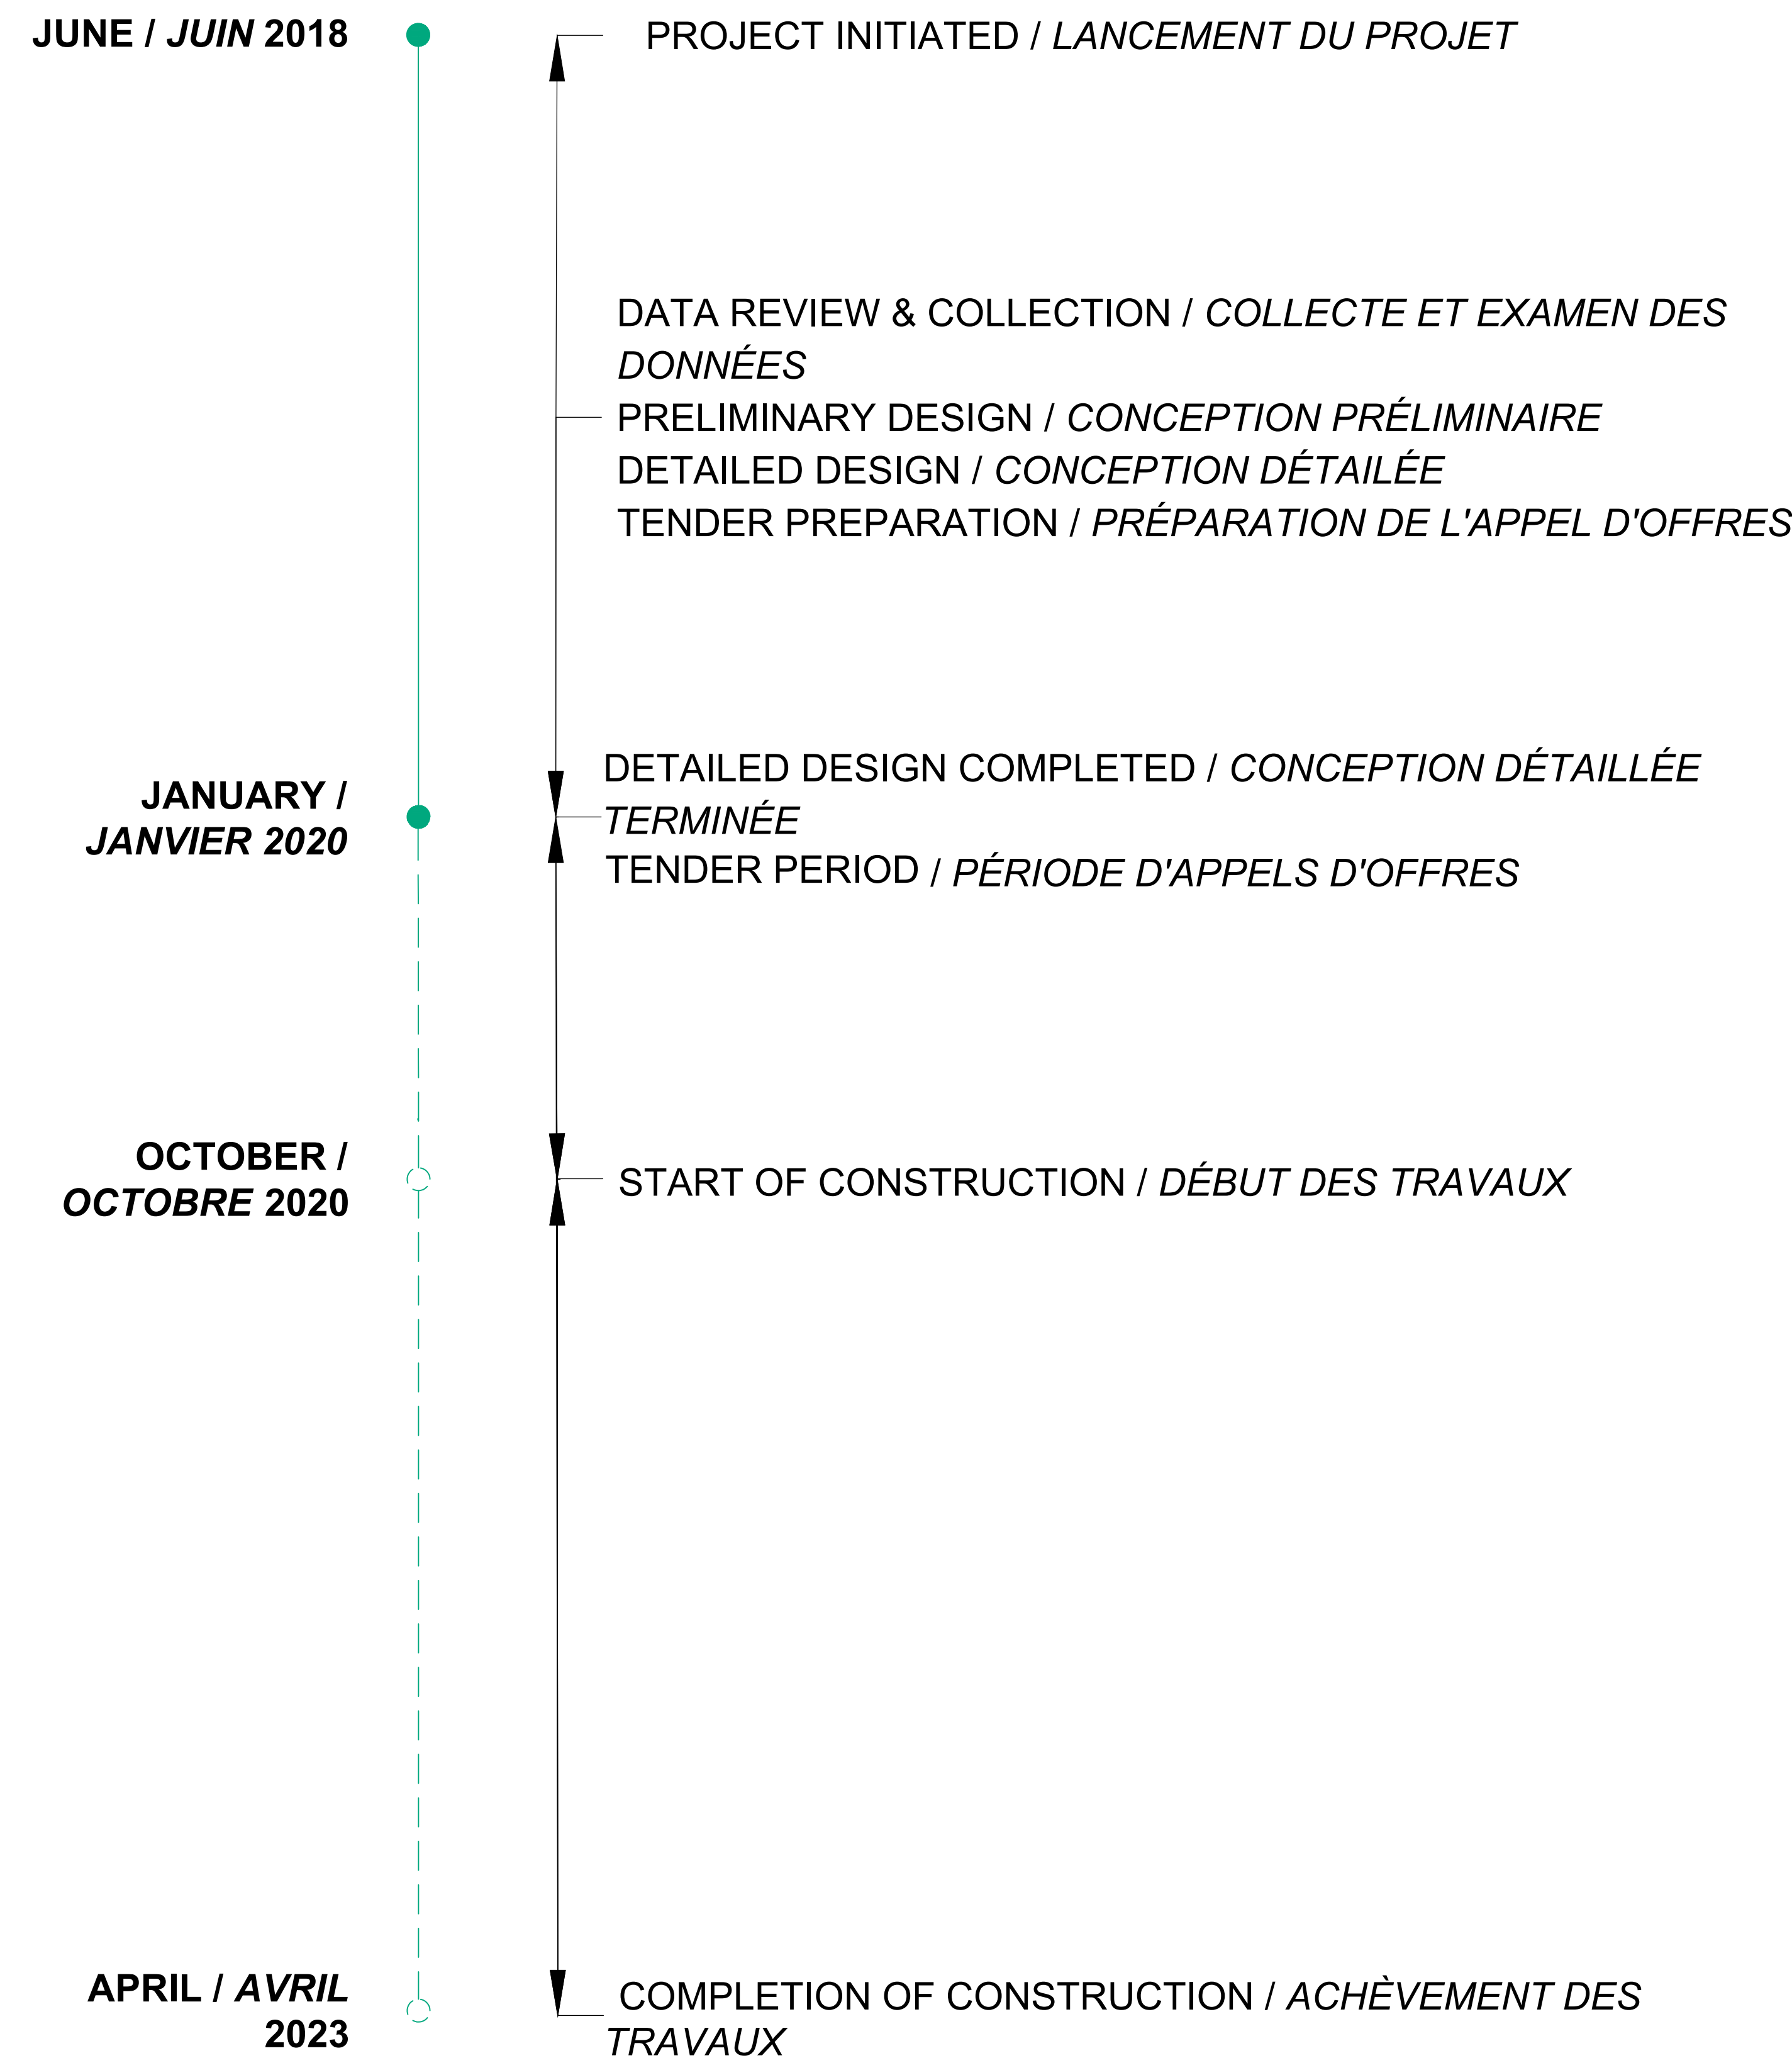 JUNE / JUIN 2018
PROJECT INITIATED / LANCEMENT DU PROJET
DATA REVIEW & COLLECTION / COLLECTE ET EXAMEN DES
DONNÉES
PRELIMINARY DESIGN / CONCEPTION PRÉLIMINAIRE
DETAILED DESIGN / CONCEPTION DÉTAILÉE
TENDER PREPARATION / PRÉPARATION DE L'APPEL D'OFFRES
JANUARY /
JANVIER 2020
DETAILED DESIGN COMPLETED / CONCEPTION DÉTAILLÉE
TERMINÉE
TENDER PERIOD / PÉRIODE D'APPELS D'OFFRES
OCTOBER /
OCTOBRE 2020
START OF CONSTRUCTION / DÉBUT DES TRAVAUX
APRIL / AVRIL
2023
COMPLETION OF CONSTRUCTION / ACHÈVEMENT DES
TRAVAUX